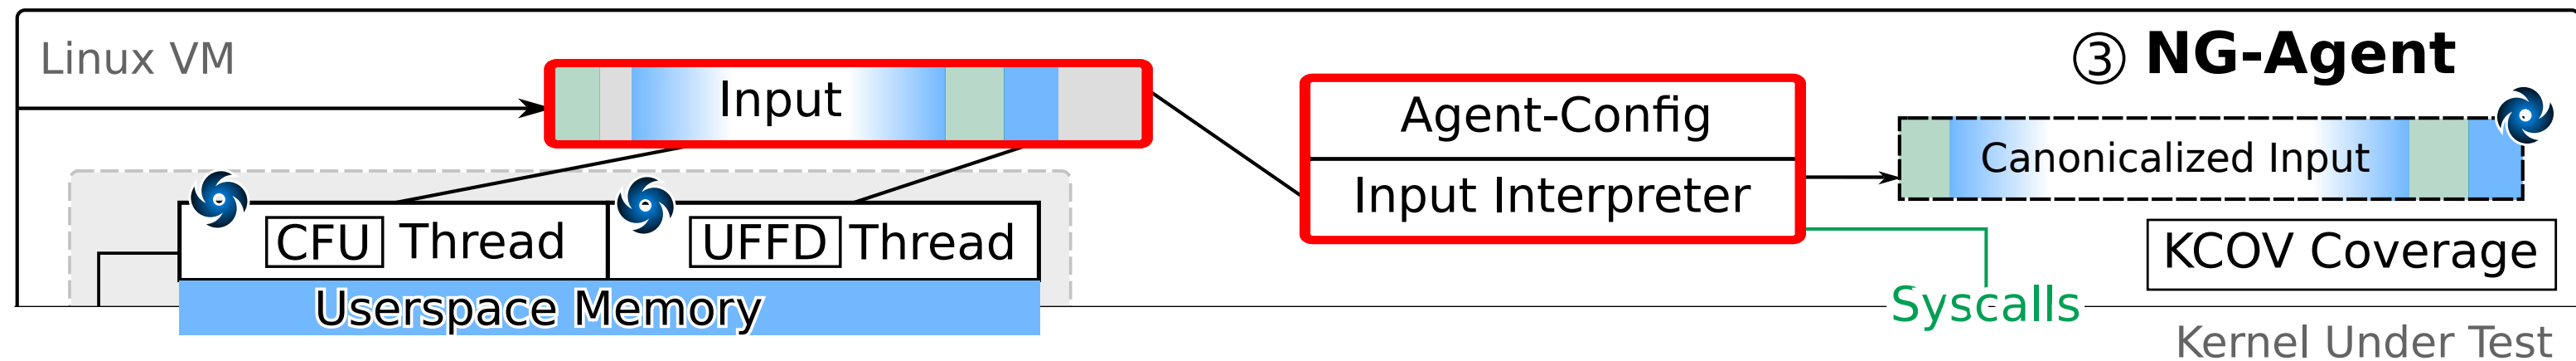 Linux VM
Input
③ NG-Agent
Agent-Config
Input Interpreter
Canonicalized Input
CFU Thread
UFFD Thread
KCOV Coverage
Userspace Memory
Syscalls
Kernel Under Test